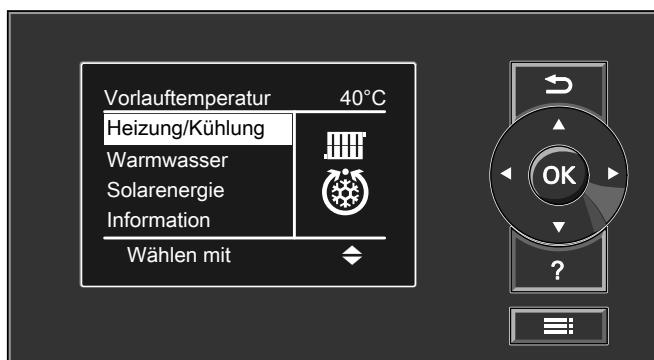 Vorlauftemperatur 40°C
Heizung/Kühlung
Warmwasser
Solarenergie
Information
Wählen mit
OK
?